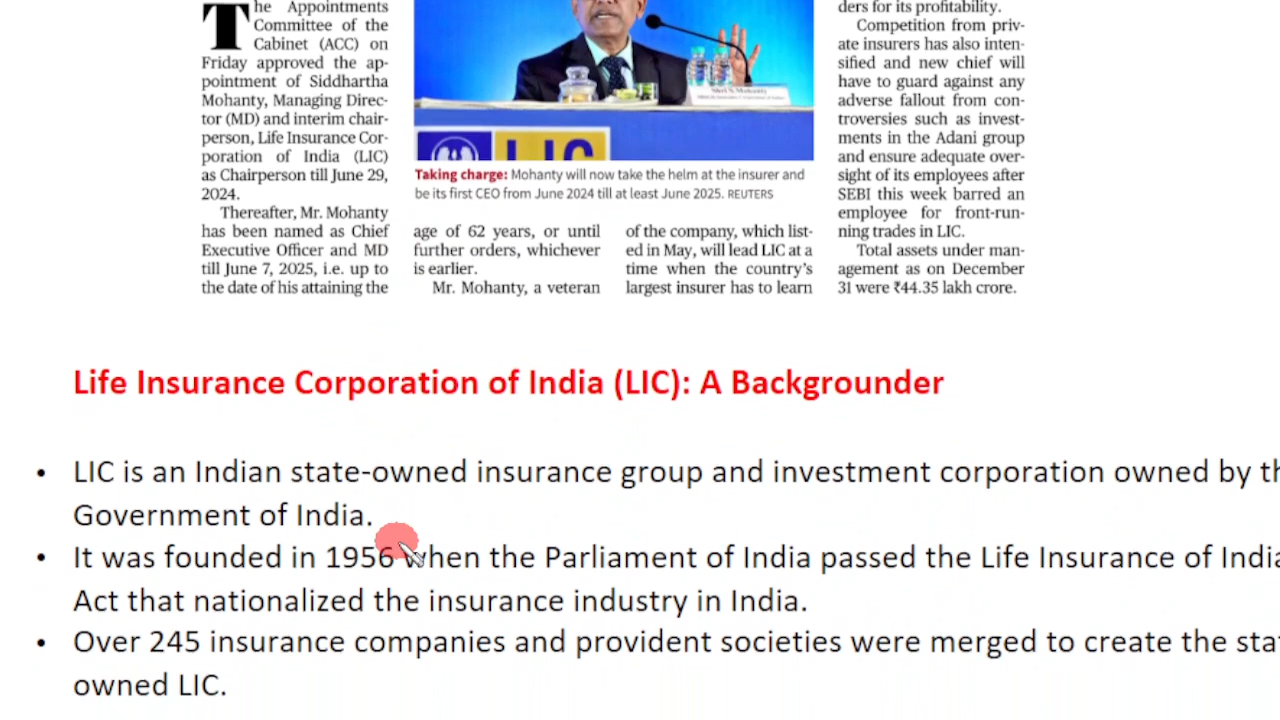 The Appointments
Committee of the
Cabinet (ACC) on
Friday approved the ap-
pointment of Siddhartha
Mohanty, Managing Direc-
tor (MD) and interim chair-
person, Life Insurance Cor-
poration of India (LIC)
as Chairperson till June 29,
2024.
Thereafter, Mr. Mohanty
has been named as Chief
Executive Officer and MD
till June 7, 2025, i.e. up to
the date of his attaining the
Shri S Mohanty
LIC
Taking charge: Mohanty will now take the helm at the insurer and
be its first CEO from June 2024 till at least June 2025. REUTERS
age of 62 years, or until
further orders, whichever
is earlier.
Mr. Mohanty, a veteran
of the company, which list-
ed in May, will lead LIC at a
time when the country's
largest insurer has to learn
ders for its profitability.
Competition from priv-
ate insurers has also inten-
sified and new chief will
have to guard against any
adverse fallout from con-
troversies such as invest-
ments in the Adani group
and ensure adequate over-
sight of its employees after
SEBI this week barred an
employee for front-run-
ning trades in LIC.
Total assets under man-
agement as on December
31 were ₹44.35 lakh crore.
Life Insurance Corporation of India (LIC): A Backgrounder
• LIC is an Indian state-owned insurance group and investment corporation owned by th
Government of India.
• It was founded in 1956 when the Parliament of India passed the Life Insurance of India
Act that nationalized the insurance industry in India.
• Over 245 insurance companies and provident societies were merged to create the sta
owned LIC.